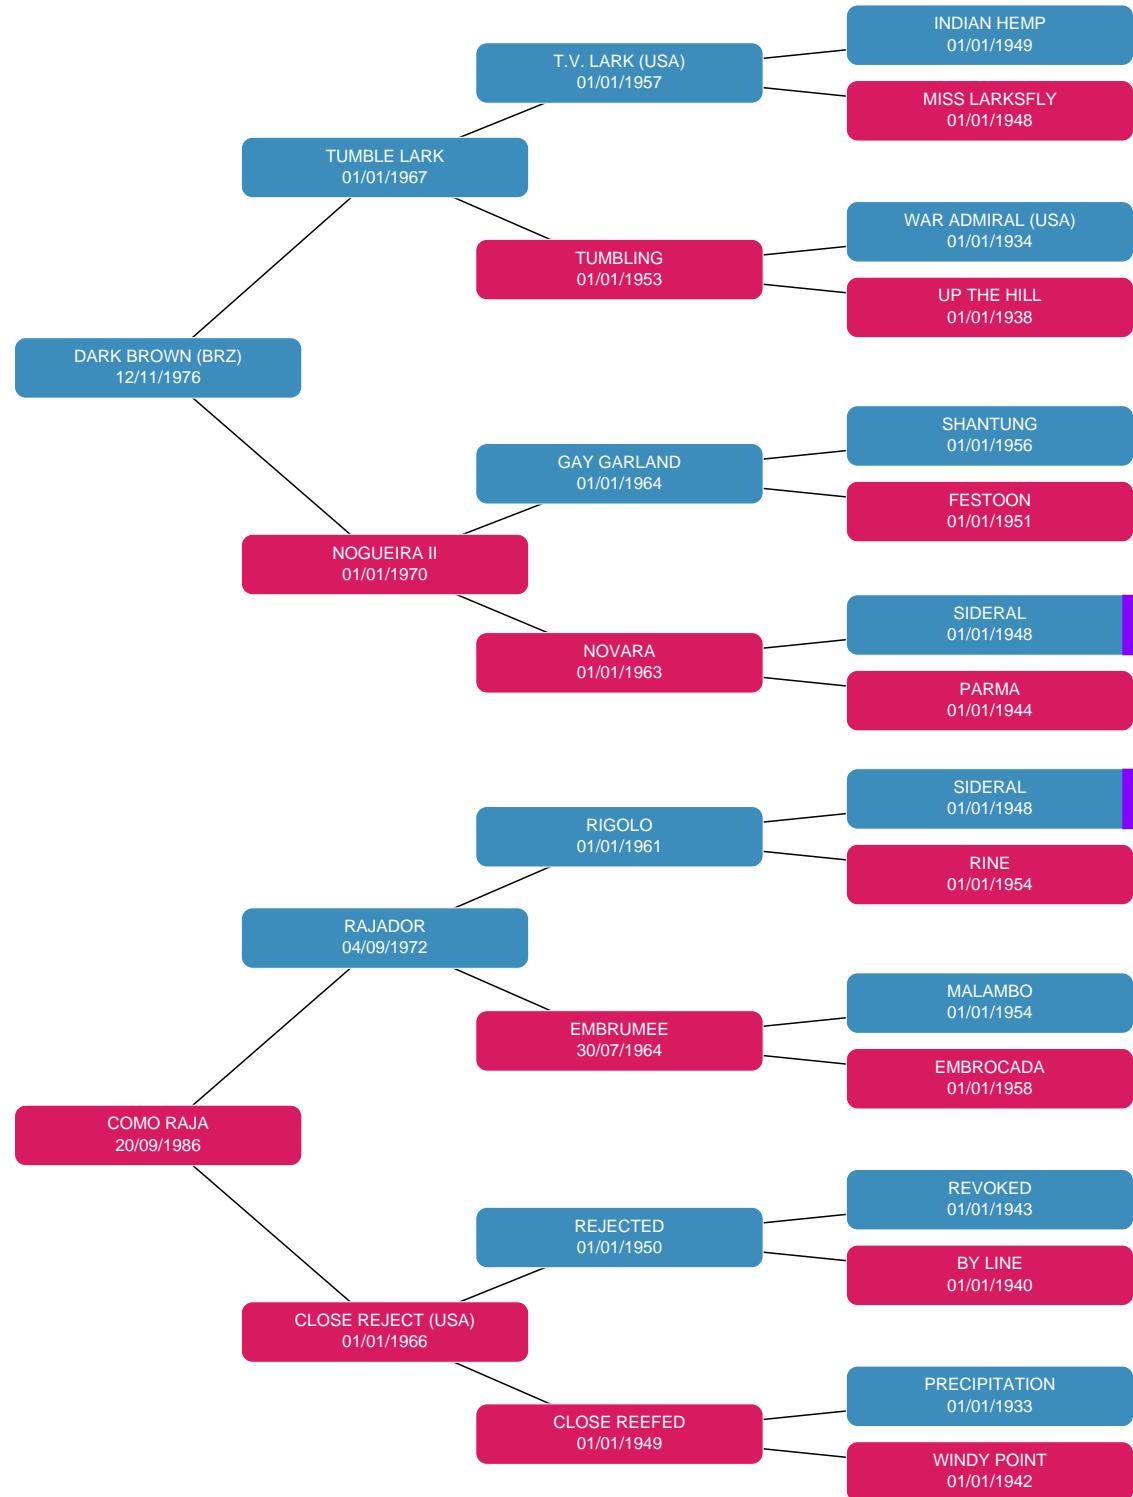 INDIAN HEMP
01/01/1949
T.V. LARK (USA)
01/01/1957
MISS LARKSFLY
01/01/1948
TUMBLE LARK
01/01/1967
WAR ADMIRAL (USA)
01/01/1934
TUMBLING
01/01/1953
UP THE HILL
01/01/1938
DARK BROWN (BRZ)
12/11/1976
SHANTUNG
01/01/1956
GAY GARLAND
01/01/1964
FESTOON
01/01/1951
NOGUEIRA II
01/01/1970
SIDERAL
01/01/1948
NOVARA
01/01/1963
PARMA
01/01/1944
SIDERAL
01/01/1948
RIGOLO
01/01/1961
RINE
01/01/1954
RAJADOR
04/09/1972
MALAMBO
01/01/1954
EMBRUMEE
30/07/1964
EMBROCADA
01/01/1958
COMO RAJA
20/09/1986
REVOKED
01/01/1943
REJECTED
01/01/1950
BY LINE
01/01/1940
CLOSE REJECT (USA)
01/01/1966
PRECIPITATION
01/01/1933
CLOSE REEFED
01/01/1949
WINDY POINT
01/01/1942